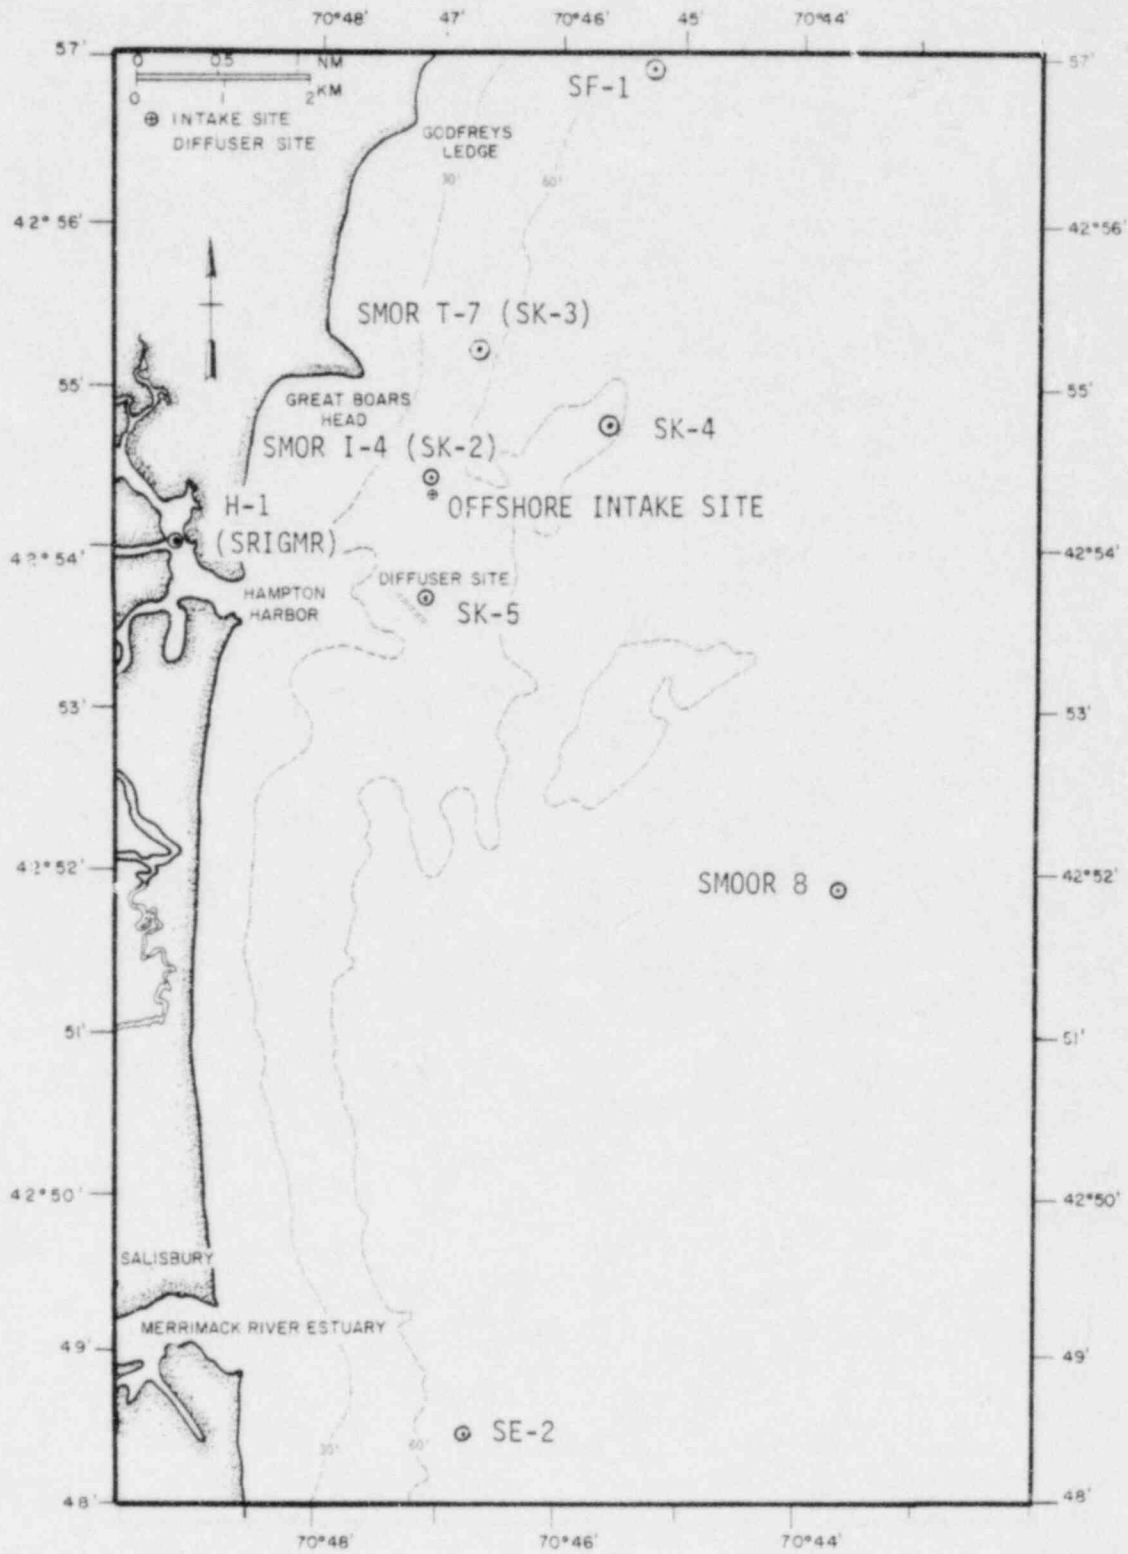 70°48' 47' 70°46' 45' 70°44'
57' 57'
0 0.5 1 NM
0 1 2 KM
⊕ INTAKE SITE
DIFFUSER SITE
SF-1
GODFREYS
LEDGE
30' 60'
42°56' 42°56'
SMOR T-7 (SK-3)
55' 55'
GREAT BOARS
HEAD
SK-4
SMOR I-4 (SK-2)
H-1
(SRIGMR)
OFFSHORE INTAKE SITE
42°54' 42°54'
DIFFUSER SITE
HAMPTON
HARBOR
SK-5
53' 53'
42°52' 42°52'
SMOOR 8
51' 51'
42°50' 42°50'
SALISBURY
MERRIMACK RIVER ESTUARY
49' 49'
SE-2
30' 60'
48' 48'
70°48' 70°46' 70°44'